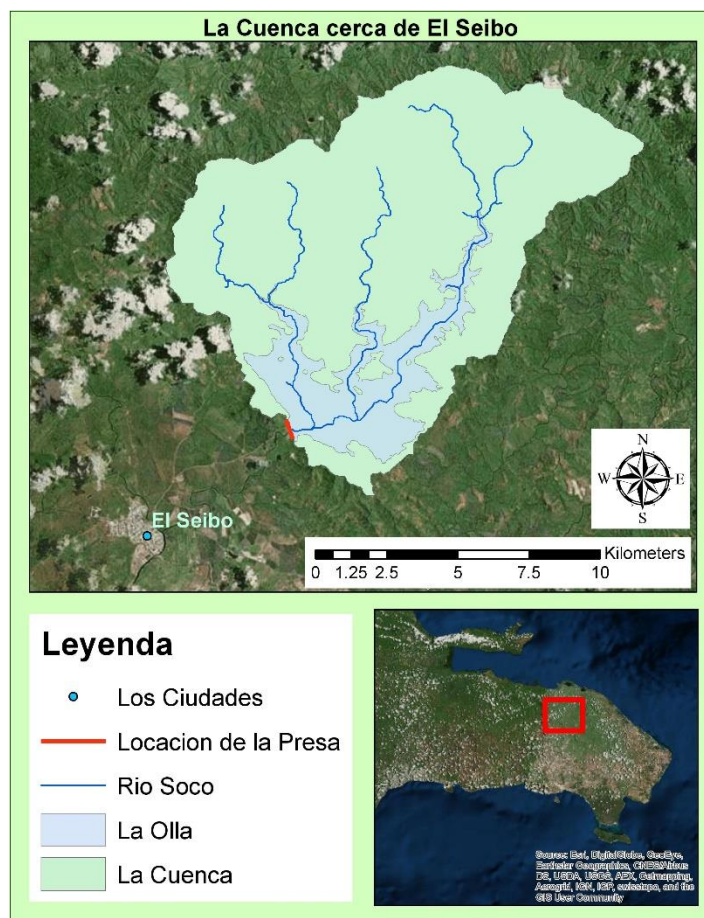 La Cuenca cerca de El Seibo
El Seibo
N
W E
S
Kilometers
0 1.25 2.5 5 7.5 10
Leyenda
Los Ciudades
Locacion de la Presa
Rio Soco
La Olla
La Cuenca
Source: Esri, DigitalGlobe, GeoEye,
Earthstar Geographics, CNES/Airbus
DS, USDA, USGS, AEX, Getmapping,
Aerogrid, IGN, IGP, swisstopo, and the
GIS User Community